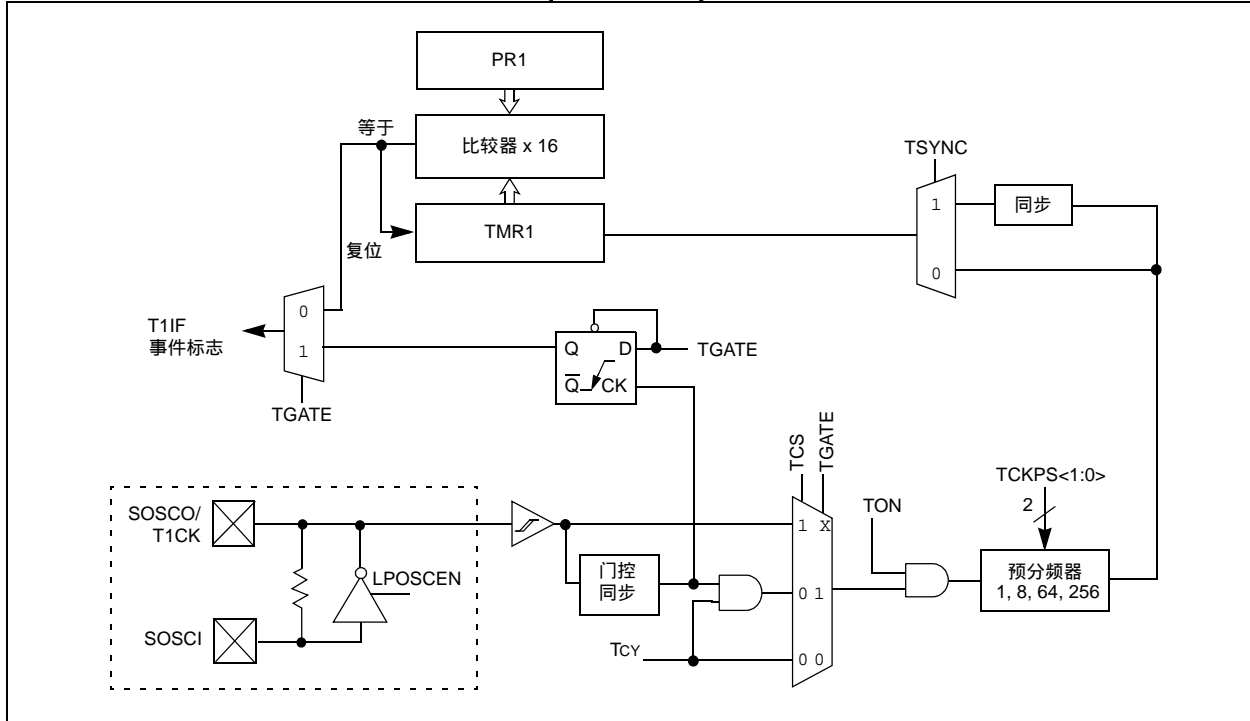 PR1
等于
比较器 x 16
TSYNC
1
同步
TMR1
复位
0
0
T1IF
事件标志
1
Q
D
TGATE
Q
CK
TGATE
TCS
TGATE
TCKPS<1:0>
2
TON
SOSCO/
T1CK
1 X
LPOSCEN
门控
同步
预分频器
1, 8, 64, 256
0 1
SOSCI
TCY
0 0